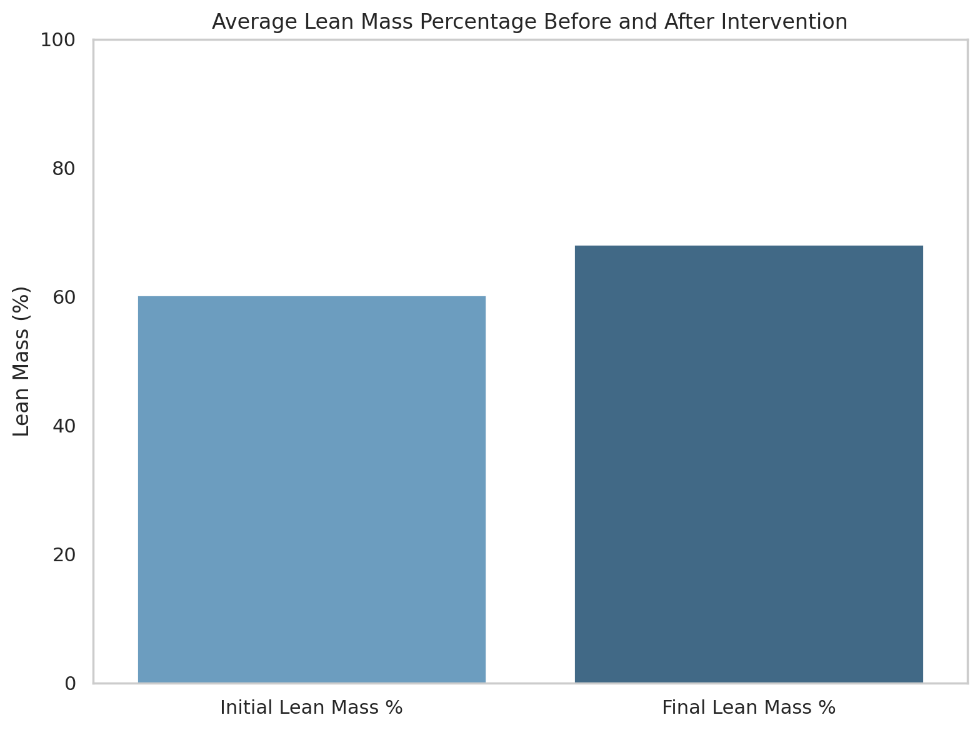 Average Lean Mass Percentage Before and After Intervention
100
80
60
40
20
0
Lean Mass (%)
Initial Lean Mass %
Final Lean Mass %